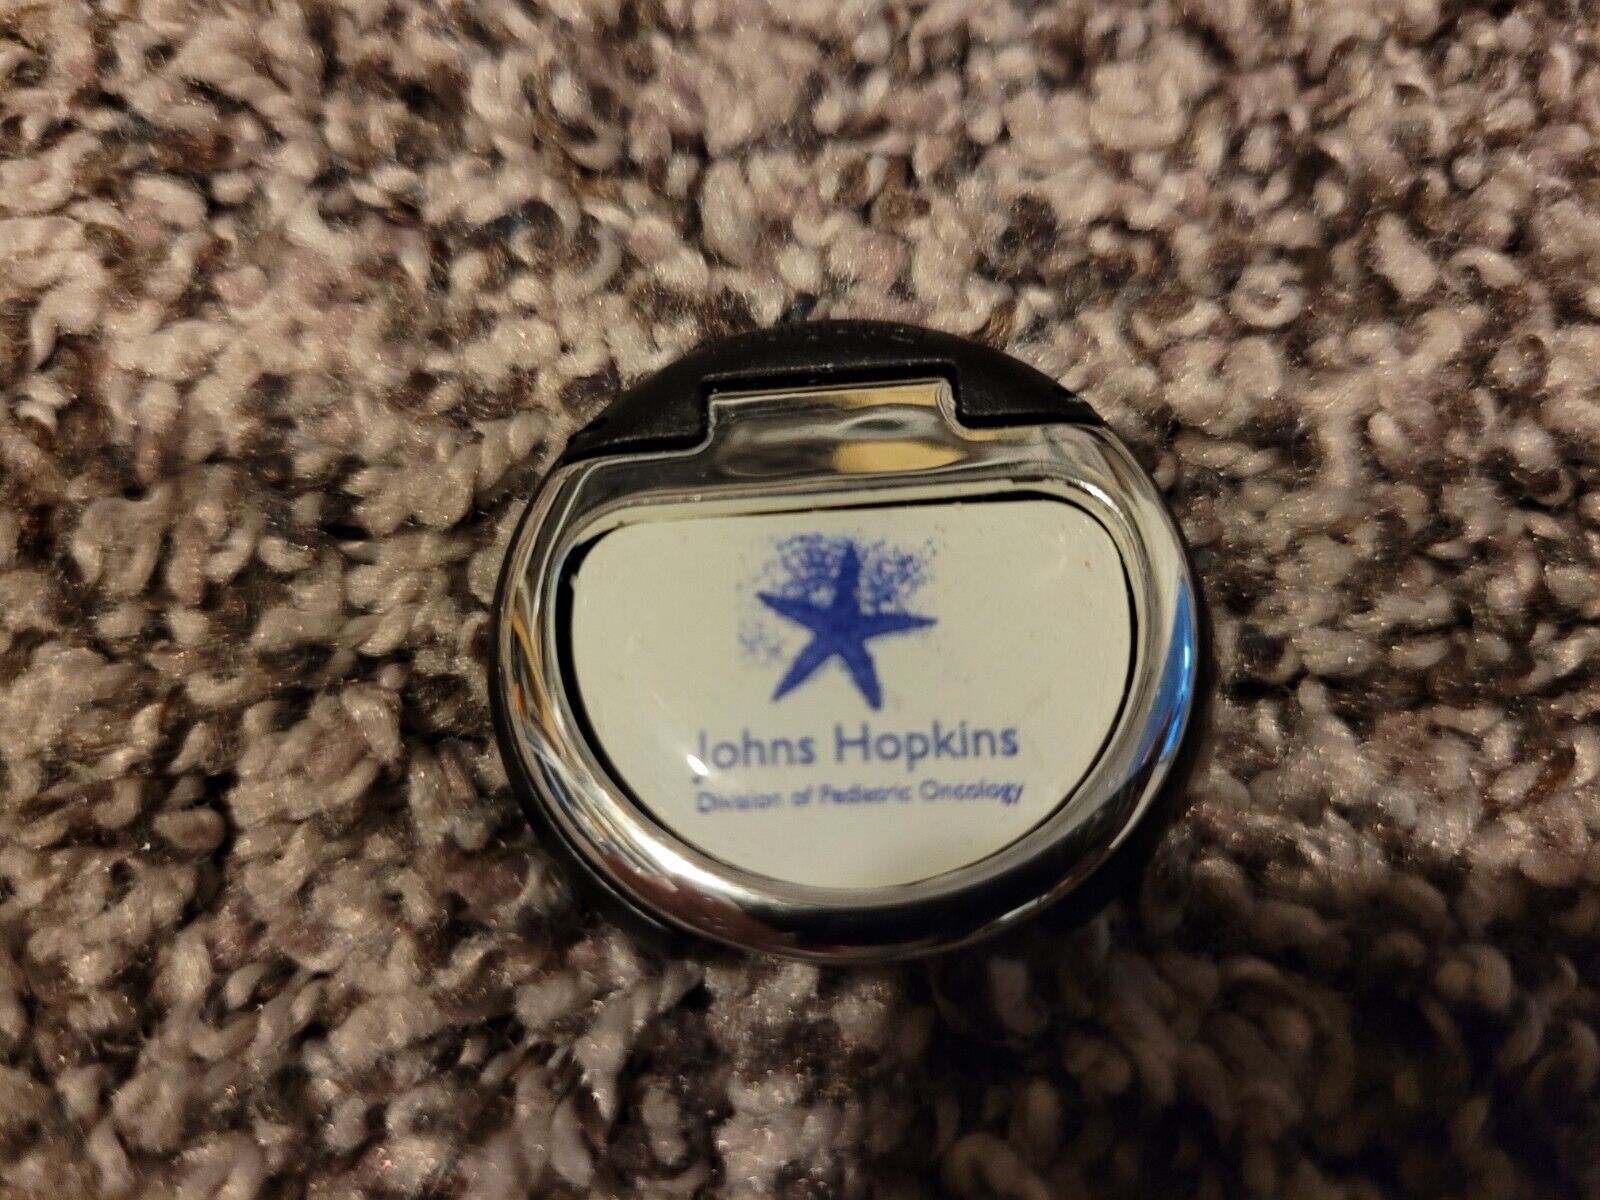 Johns Hopkins
Division of Pediatric Oncology